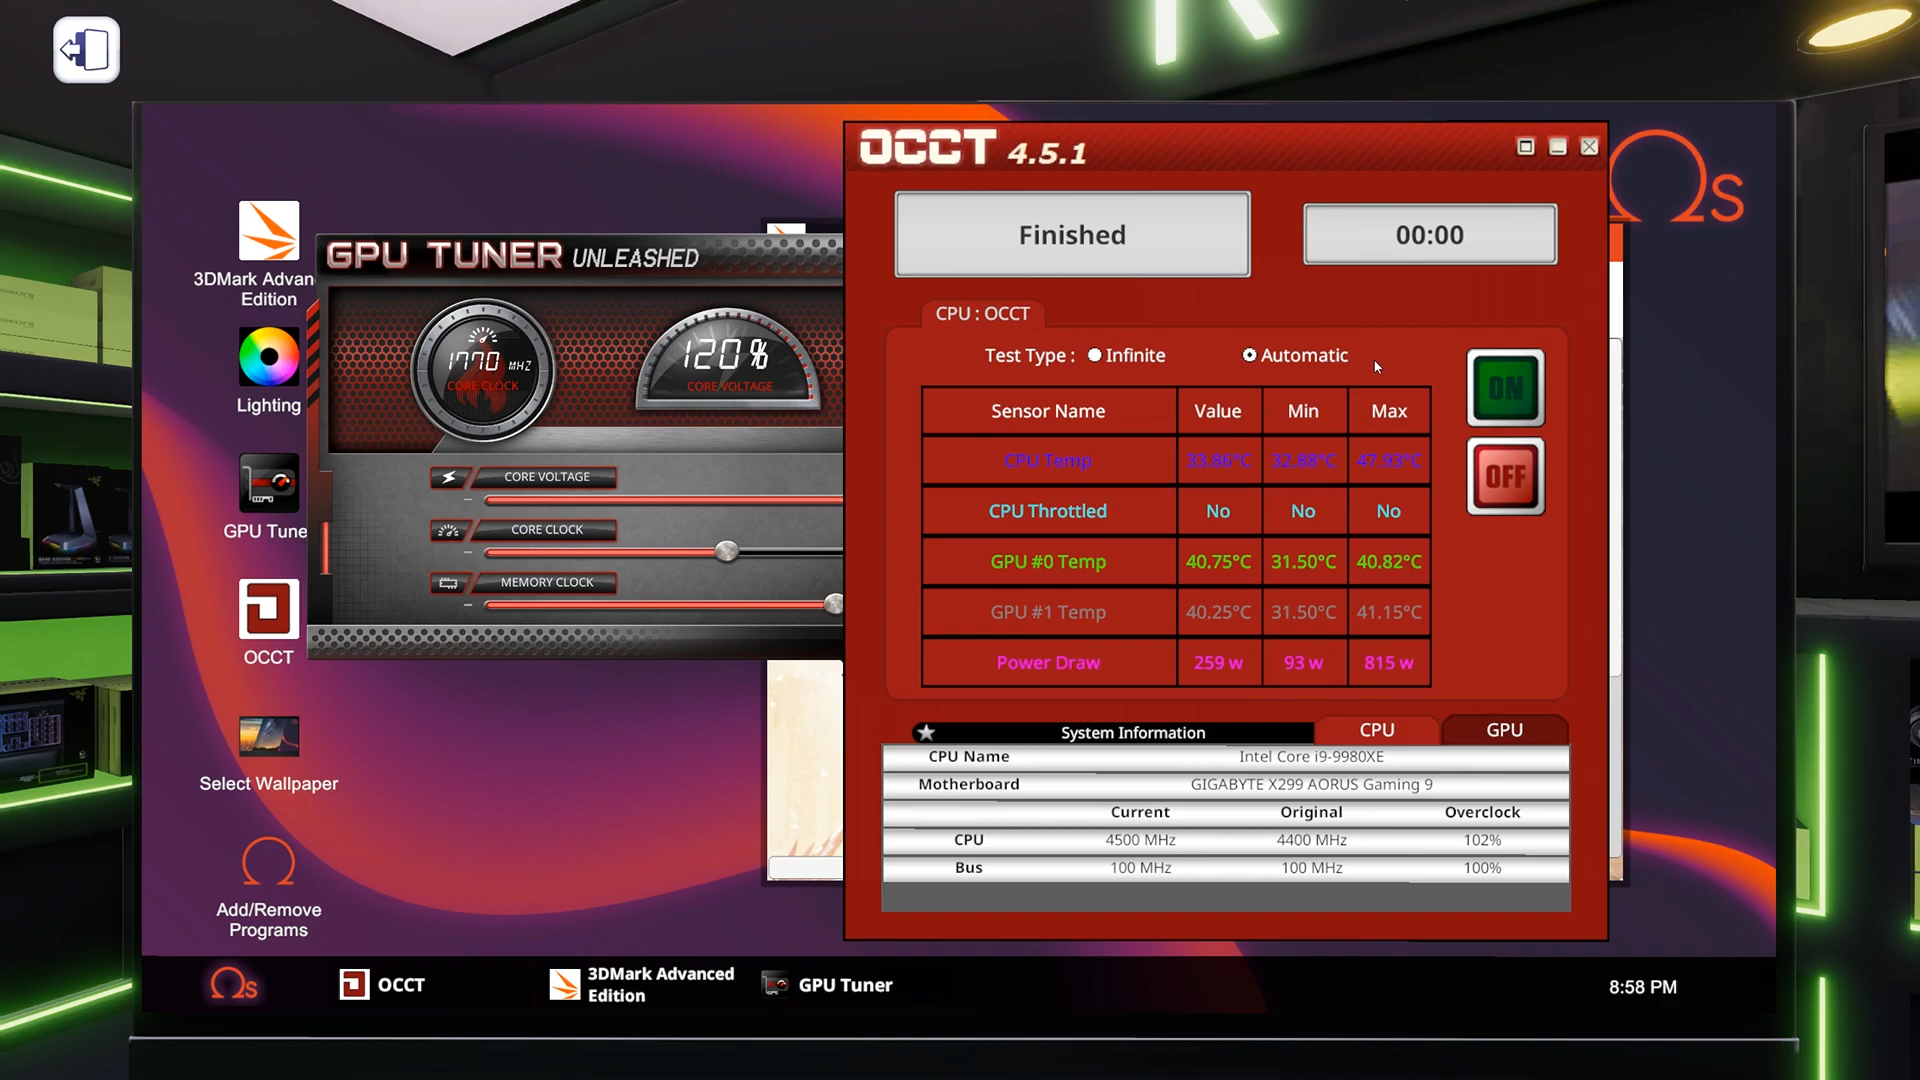 3DMark Advan
Edition
Lighting
GPU Tune
OCCT
Select Wallpaper
Add/Remove
Programs
GPU TUNER UNLEASHED
1770 MHZ
CORE CLOCK
120%
CORE VOLTAGE
CORE VOLTAGE
CORE CLOCK
MEMORY CLOCK
OCCT 4.5.1
Finished
00:00
CPU : OCCT
Test Type : Infinite Automatic
ON
OFF
Sensor Name Value Min Max
CPU Temp 33.86°C 32.88°C 47.93°C
CPU Throttled No No No
GPU #0 Temp 40.75°C 31.50°C 40.82°C
GPU #1 Temp 40.25°C 31.50°C 41.15°C
Power Draw 259 w 93 w 815 w
System Information CPU GPU
CPU Name Intel Core i9-9980XE
Motherboard GIGABYTE X299 AORUS Gaming 9
Current Original Overclock
CPU 4500 MHz 4400 MHz 102%
Bus 100 MHz 100 MHz 100%
Ωs
Ωs
OCCT
3DMark Advanced
Edition
GPU Tuner
8:58 PM